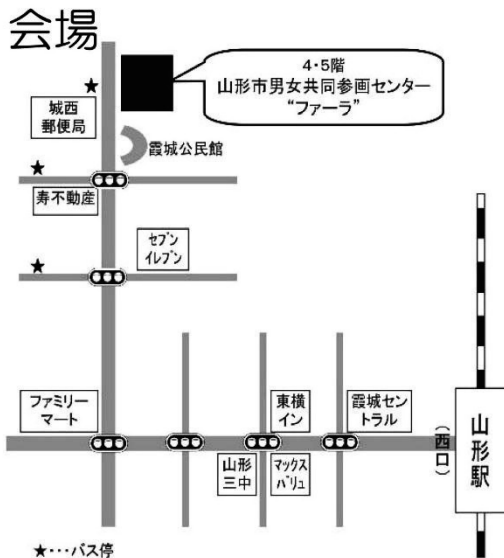 会場
4・5階
山形市男女共同参画センター
“ファーラ”
★
城西
郵便局
霞城公民館
★
寿不動産
セブン
イレブン
★
ファミリー
マート
東横
イン
霞城セン
トラル
山形
三中
マックス
バリュ
（西口）
山形駅
★・・・バス停